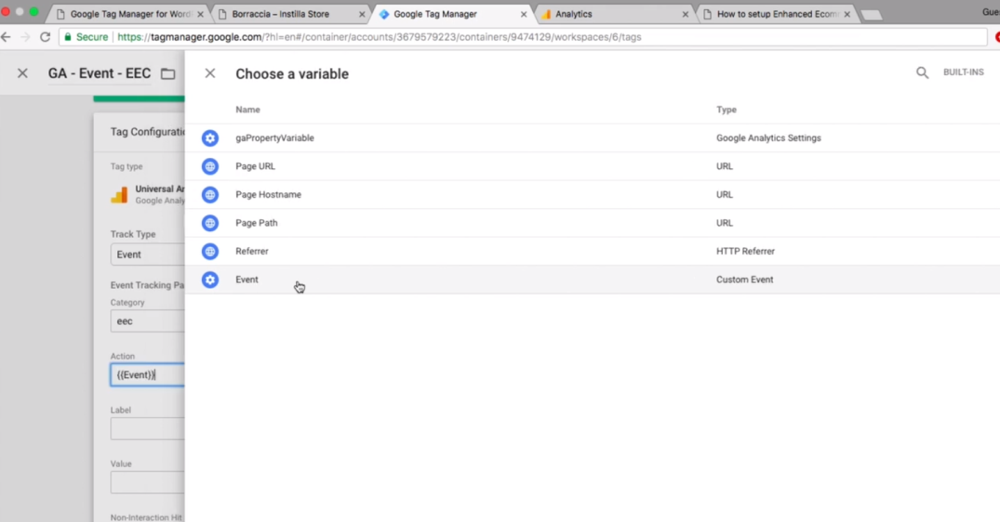 Google Tag Manager for Word
Borraccia – Instilla Store
Google Tag Manager
Analytics
How to setup Enhanced Ecom
Gue
Secure
https://tagmanager.google.com/?hl=en#/container/accounts/3679579223/containers/9474129/workspaces/6/tags
GA - Event - EEC
Choose a variable
BUILT-INS
Name
Type
gaPropertyVariable
Google Analytics Settings
Page URL
URL
Page Hostname
URL
Page Path
URL
Referrer
HTTP Referrer
Event
Custom Event
Tag Configuratio
Tag type
Universal An
Google Analy
Track Type
Event
Event Tracking Pa
Category
eec
Action
{{Event}}
Label
Value
Non-Interaction Hit